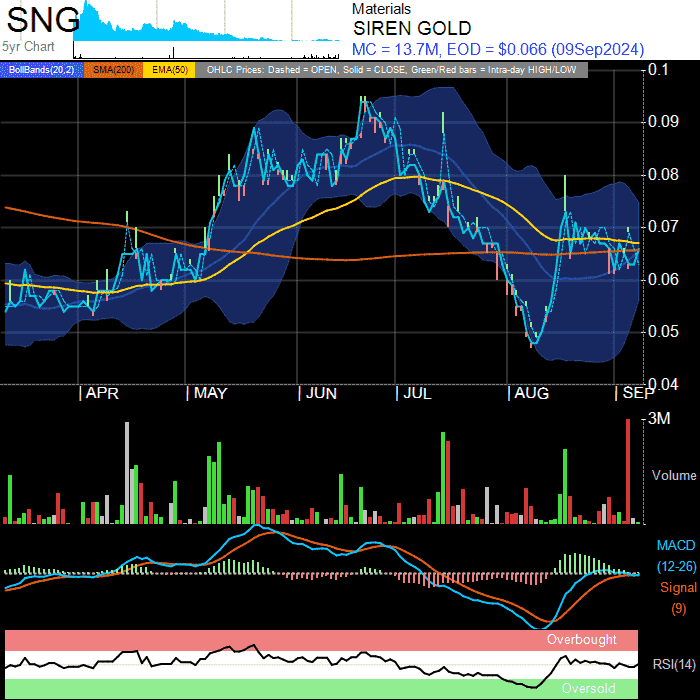 SNG
5yr Chart
Materials
SIREN GOLD
MC = 13.7M, EOD = $0.066 (09Sep2024)
BollBands(20,2) SMA(200) EMA(50) OHLC Prices: Dashed = OPEN, Solid = CLOSE, Green/Red bars = Intra-day HIGH/LOW
0.1
0.09
0.08
0.07
0.06
0.05
0.04
APR MAY JUN JUL AUG SEP
3M
Volume
MACD
(12-26)
Signal
(9)
Overbought
RSI(14)
Oversold